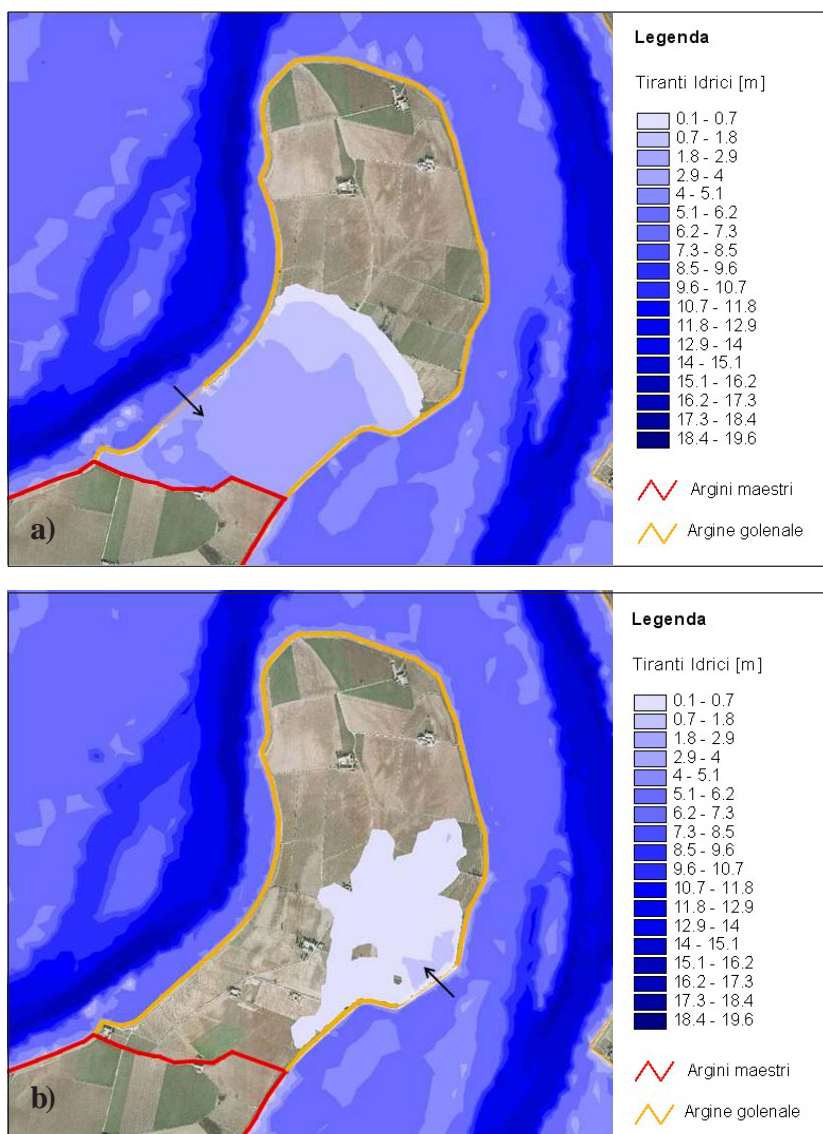 Legenda
Tiranti Idrici [m]
0.1 - 0.7
0.7 - 1.8
1.8 - 2.9
2.9 - 4
4 - 5.1
5.1 - 6.2
6.2 - 7.3
7.3 - 8.5
8.5 - 9.6
9.6 - 10.7
10.7 - 11.8
11.8 - 12.9
12.9 - 14
14 - 15.1
15.1 - 16.2
16.2 - 17.3
17.3 - 18.4
18.4 - 19.6
Argini maestri
Argine golenale
a)
Legenda
Tiranti Idrici [m]
0.1 - 0.7
0.7 - 1.8
1.8 - 2.9
2.9 - 4
4 - 5.1
5.1 - 6.2
6.2 - 7.3
7.3 - 8.5
8.5 - 9.6
9.6 - 10.7
10.7 - 11.8
11.8 - 12.9
12.9 - 14
14 - 15.1
15.1 - 16.2
16.2 - 17.3
17.3 - 18.4
18.4 - 19.6
Argini maestri
Argine golenale
b)